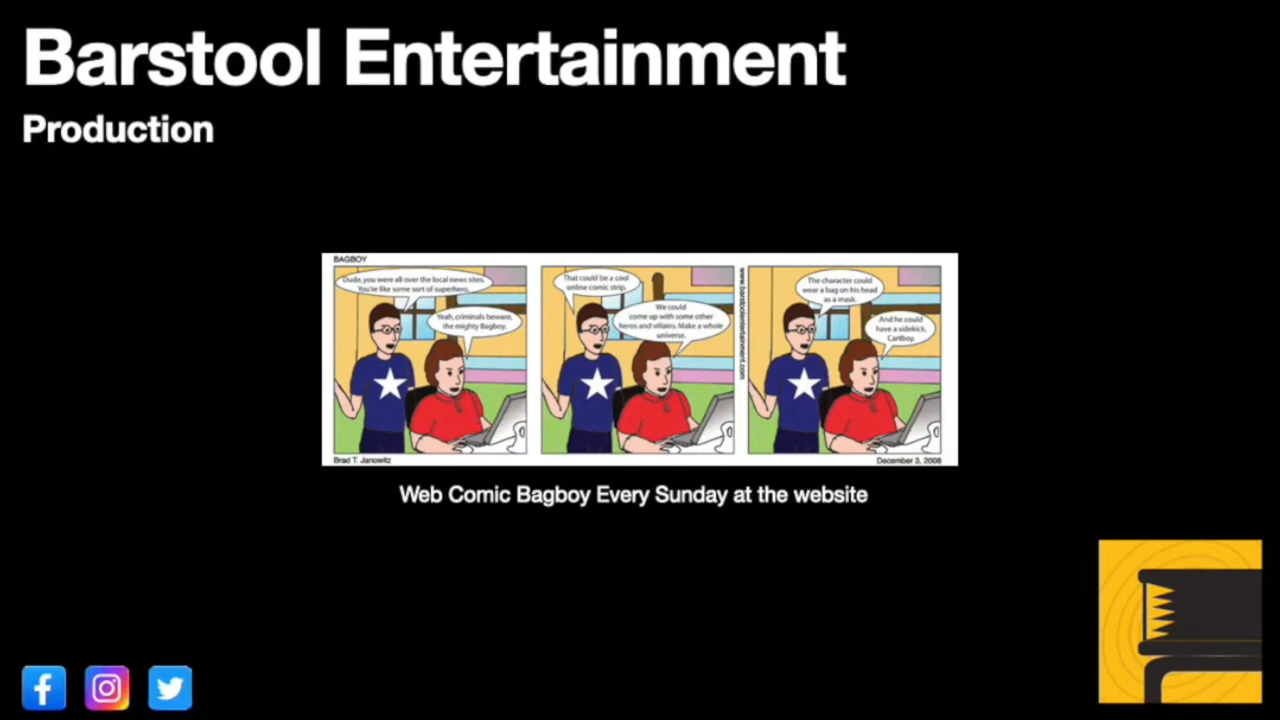 Barstool Entertainment
Production
BAGBOY
Dude, you were all over the local news sites.
You're like some sort of superhero.
Yeah, criminals beware,
the mighty Bagboy.
That could be a cool
online comic strip.
We could
come up with some other
heros and villains. Make a whole
universe.
www.barstoolentertainment.com
The character could
wear a bag on his head
as a mask.
And he could
have a sidekick,
Cartboy.
Brad T. Janowitz
December 3, 2008
Web Comic Bagboy Every Sunday at the website